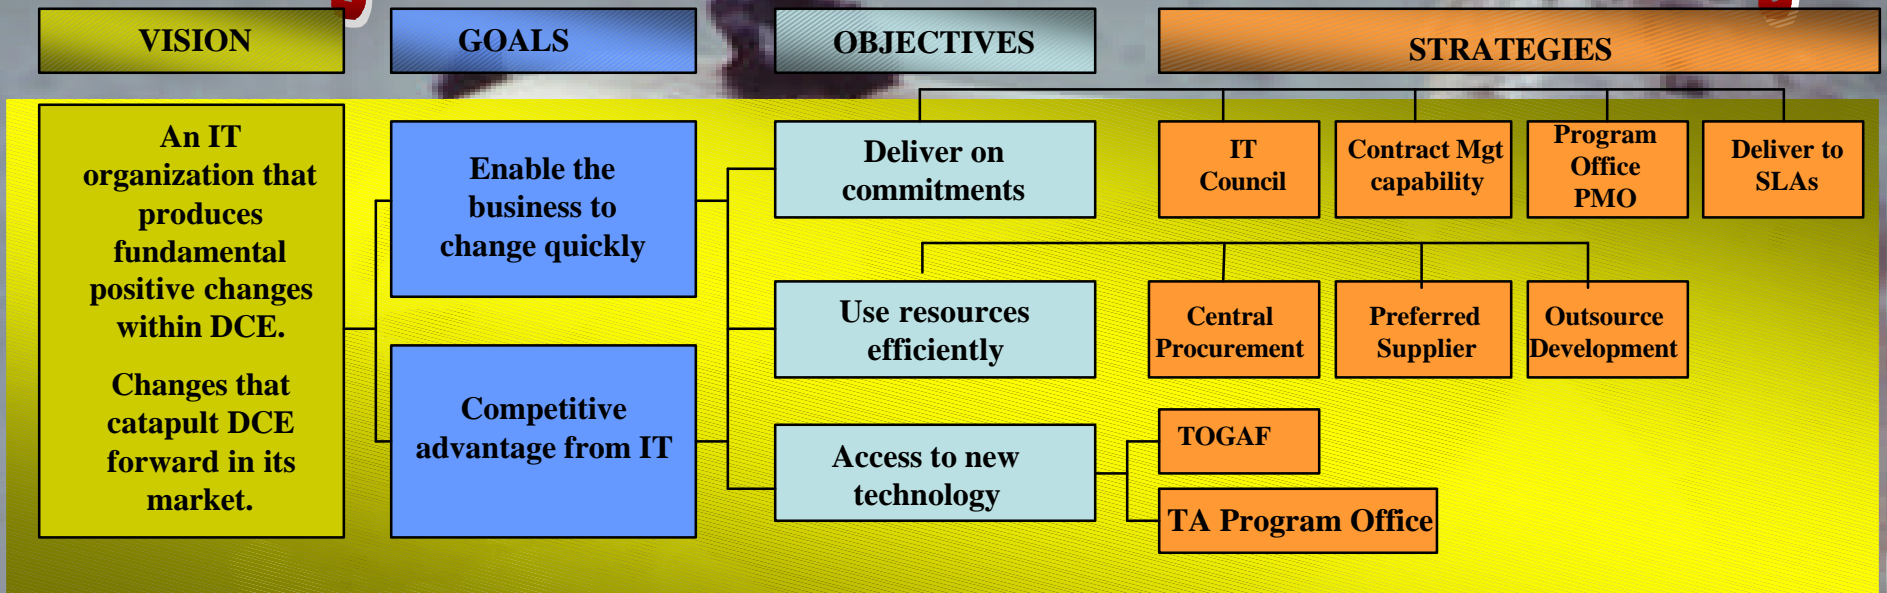 VISION
GOALS
OBJECTIVES
STRATEGIES
An IT
organization that
produces
fundamental
positive changes
within DCE.
Changes that
catapult DCE
forward in its
market.
Enable the
business to
change quickly
Competitive
advantage from IT
Deliver on
commitments
Use resources
efficiently
Access to new
technology
IT
Council
Contract Mgt
capability
Program
Office
PMO
Deliver to
SLAs
Central
Procurement
Preferred
Supplier
Outsource
Development
TOGAF
TA Program Office